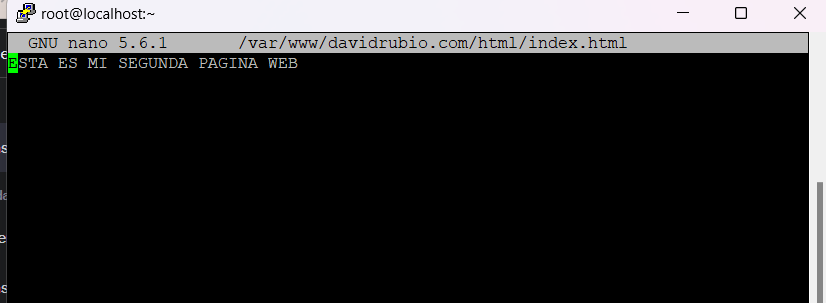 root@localhost:~
GNU nano 5.6.1 /var/www/davidrubio.com/html/index.html
ESTA ES MI SEGUNDA PAGINA WEB